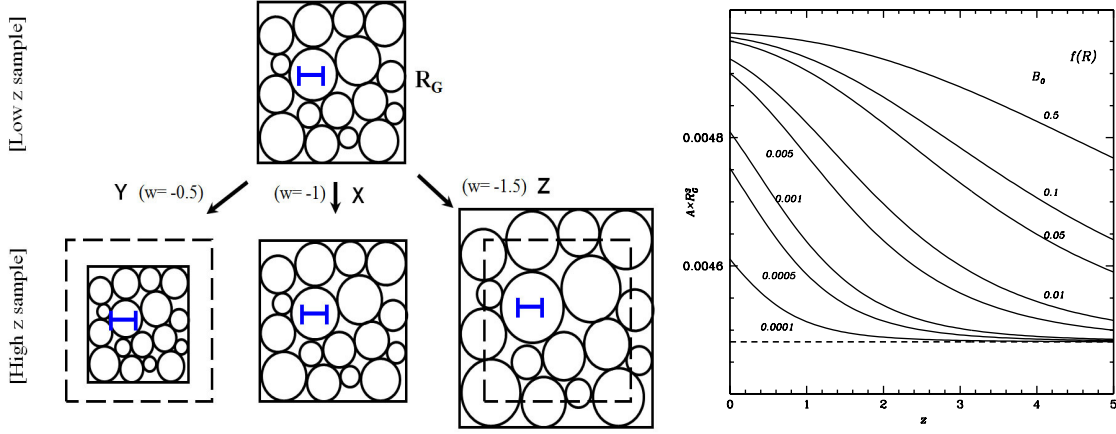 [Low z sample]
R_G
Y (w= -0.5)
(w= -1) X
(w= -1.5) Z
[High z sample]
f(R)
B_0
0.5
0.1
0.05
0.01
0.005
0.001
0.0005
0.0001
0.0048
0.0046
A×R_G^2
0 1 2 3 4 5
z